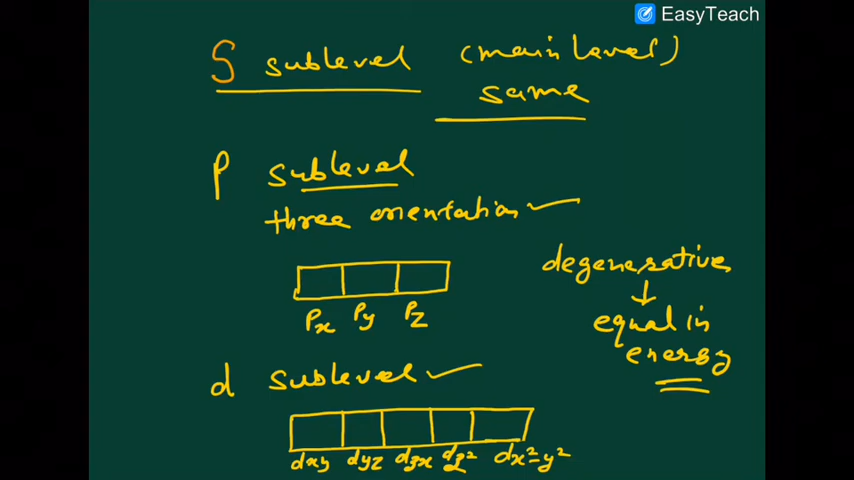 EasyTeach
S sublevel (main level)
same
P sublevel
three orientation
Px Py Pz
degenerative
equal in
energy
d sublevel
dxy dyz dzx dz² dx²-y²